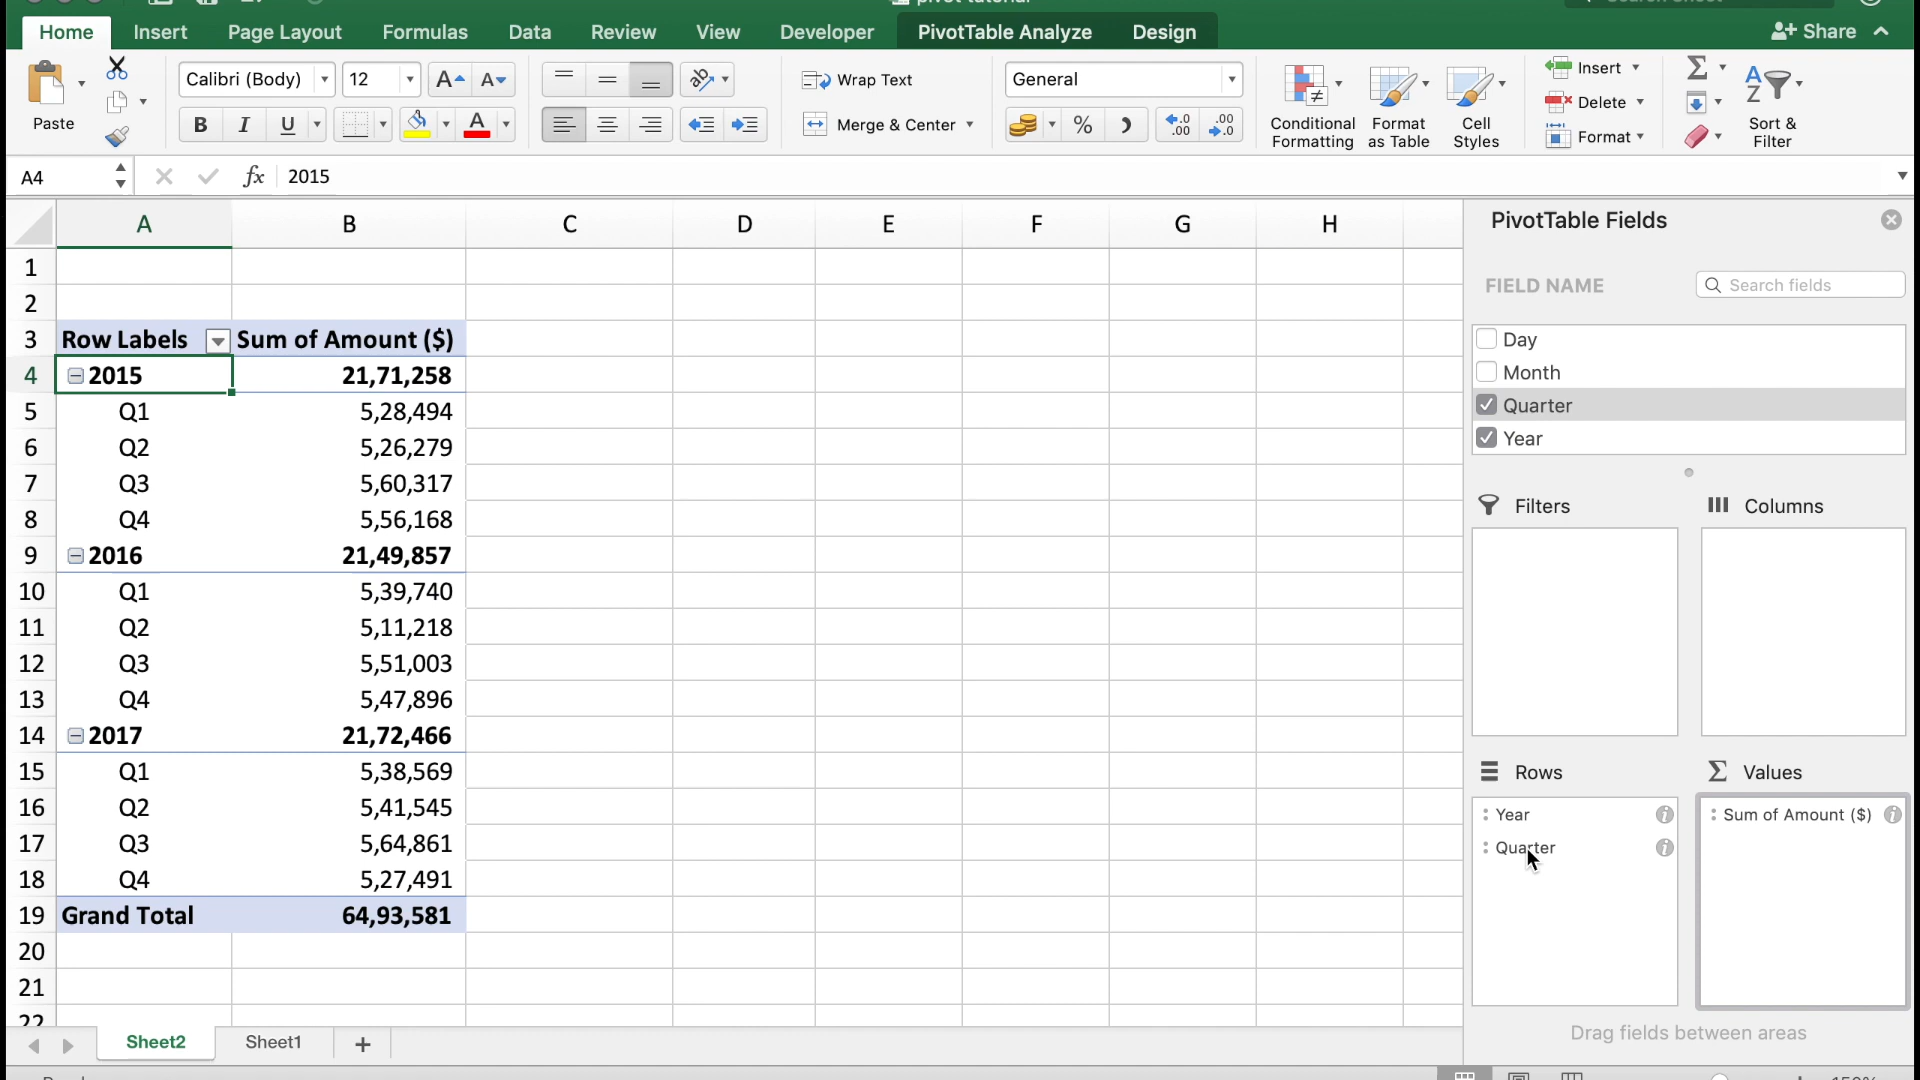 Home Insert Page Layout Formulas Data Review View Developer PivotTable Analyze Design Share
Paste
Calibri (Body) 12
B I U A
Wrap Text
Merge & Center
General
Conditional Formatting
Format as Table
Cell Styles
Insert
Delete
Format
Sort & Filter
A4 fx 2015
A B C D E F G H
1
2
3 Row Labels Sum of Amount ($)
4 2015 21,71,258
5 Q1 5,28,494
6 Q2 5,26,279
7 Q3 5,60,317
8 Q4 5,56,168
9 2016 21,49,857
10 Q1 5,39,740
11 Q2 5,11,218
12 Q3 5,51,003
13 Q4 5,47,896
14 2017 21,72,466
15 Q1 5,38,569
16 Q2 5,41,545
17 Q3 5,64,861
18 Q4 5,27,491
19 Grand Total 64,93,581
20
21
22
Sheet2 Sheet1 +
PivotTable Fields
FIELD NAME Search fields
Day
Month
Quarter
Year
Filters Columns
Rows Values
Year Sum of Amount ($)
Quarter
Drag fields between areas